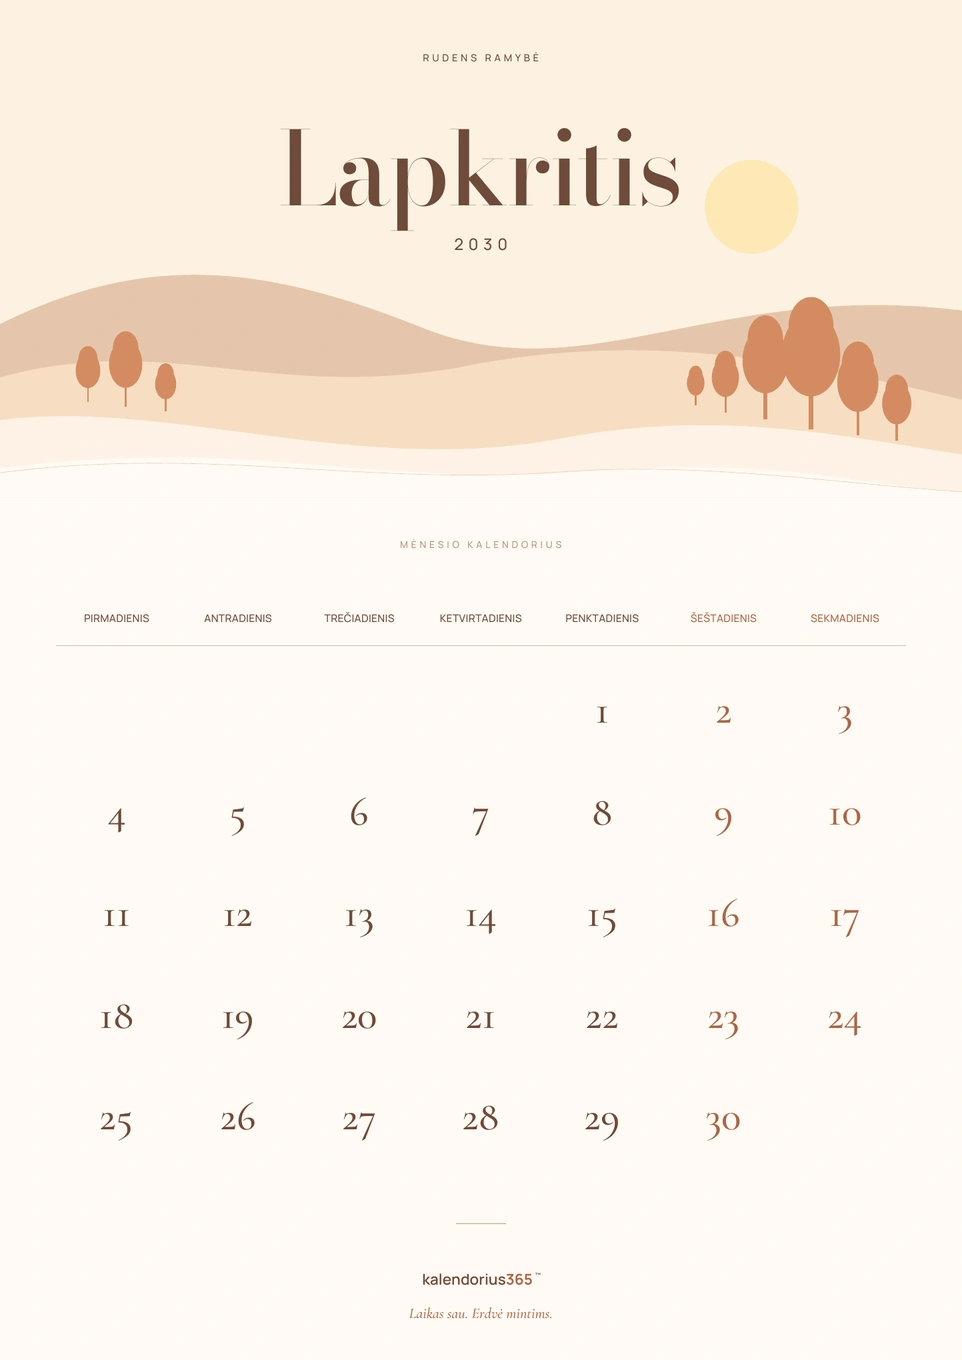 RUDENS RAMYBĖ
Lapkritis
2030
MĖNESIO KALENDORIUS
PIRMADIENIS ANTRADIENIS TREČIADIENIS KETVIRTADIENIS PENKTADIENIS ŠEŠTADIENIS SEKMADIENIS
1 2 3
4 5 6 7 8 9 10
11 12 13 14 15 16 17
18 19 20 21 22 23 24
25 26 27 28 29 30
kalendorius365™
Laikas sau. Erdvė mintims.